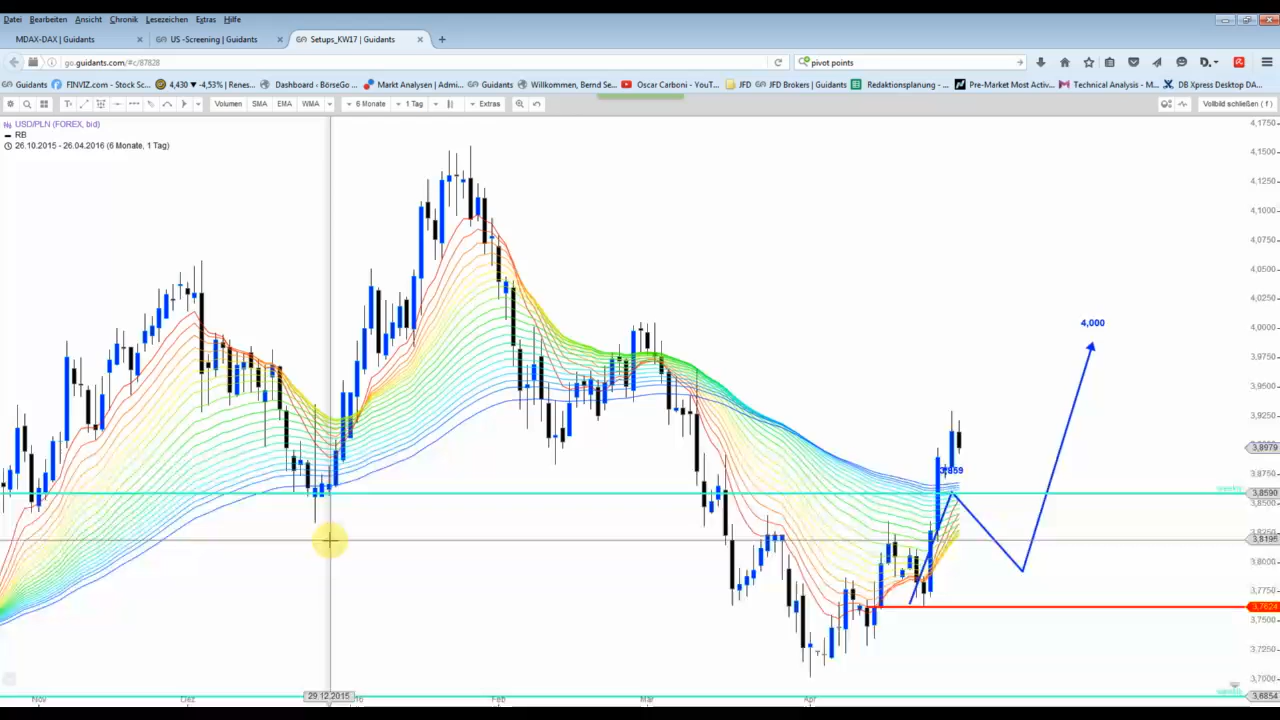 Datei Bearbeiten Ansicht Chronik Lesezeichen Extras Hilfe
MDAX-DAX | Guidants × US -Screening | Guidants × Setups_KW17 | Guidants × +
go.guidants.com/#c/87828 pivot points
Guidants FINVIZ.com - Stock Sc... 4,430 ▾ -4,53% | Renes... Dashboard ‹ BörseGo ... Markt Analysen | Admi... Willkommen, Bernd Se... Oscar Carboni - YouT... JFD JFD Brokers | Guidants Redaktionsplanung - ... Pre-Market Most Activ... Technical Analysis - M... DB Xpress Desktop DA...
Volumen SMA EMA WMA 6 Monate 1 Tag Extras Vollbild schließen ( f )
USD/PLN (FOREX, bid)
RB
26.10.2015 - 26.04.2016 (6 Monate, 1 Tag)
4,1750
4,1500
4,1250
4,1000
4,0750
4,0500
4,0250
4,000
4,0000
3,9750
3,9500
3,9250
3,8979
3,8750
weekly
3,8590
3,8500
3,8195
3,8000
3,7750
3,7624
3,7500
3,7250
3,7000
3,6854
Nov Dez 29.12.2015 16 Feb Mär Apr